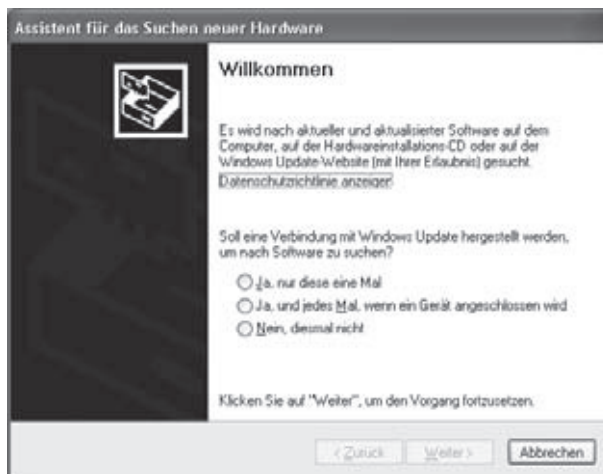 Assistent für das Suchen neuer Hardware
Willkommen
Es wird nach aktueller und aktualisierter Software auf dem
Computer, auf der Hardwareinstallations-CD oder auf der
Windows Update-Website (mit Ihrer Erlaubnis) gesucht.
Datenschutzrichtlinie anzeigen
Soll eine Verbindung mit Windows Update hergestellt werden,
um nach Software zu suchen?
Ja, nur diese eine Mal
Ja, und jedes Mal, wenn ein Gerät angeschlossen wird
Nein, diesmal nicht
Klicken Sie auf "Weiter", um den Vorgang fortzusetzen.
< Zurück Weiter > Abbrechen